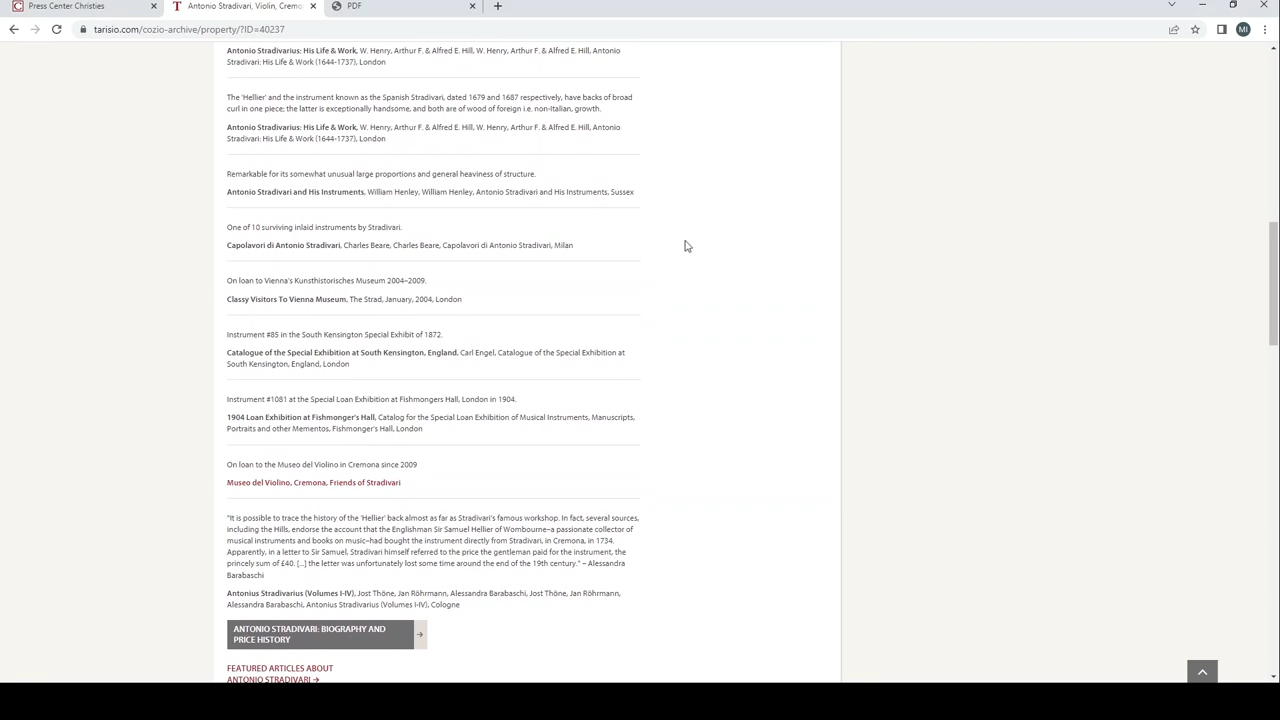 Press Center Christies
Antonio Stradivari, Violin, Cremo
PDF
tarisio.com/cozio-archive/property/?ID=40237
MI
Antonio Stradivarius: His Life & Work, W. Henry, Arthur F. & Alfred E. Hill, W. Henry, Arthur F. & Alfred E. Hill, Antonio
Stradivari: His Life & Work (1644-1737), London
The 'Hellier' and the instrument known as the Spanish Stradivari, dated 1679 and 1687 respectively, have backs of broad
curl in one piece; the latter is exceptionally handsome, and both are of wood of foreign i.e. non-Italian, growth.
Antonio Stradivarius: His Life & Work, W. Henry, Arthur F. & Alfred E. Hill, W. Henry, Arthur F. & Alfred E. Hill, Antonio
Stradivari: His Life & Work (1644-1737), London
Remarkable for its somewhat unusual large proportions and general heaviness of structure.
Antonio Stradivari and His Instruments, William Henley, William Henley, Antonio Stradivari and His Instruments, Sussex
One of 10 surviving inlaid instruments by Stradivari.
Capolavori di Antonio Stradivari, Charles Beare, Charles Beare, Capolavori di Antonio Stradivari, Milan
On loan to Vienna's Kunsthistorisches Museum 2004–2009.
Classy Visitors To Vienna Museum, The Strad, January, 2004, London
Instrument #85 in the South Kensington Special Exhibit of 1872.
Catalogue of the Special Exhibition at South Kensington, England, Carl Engel, Catalogue of the Special Exhibition at
South Kensington, England, London
Instrument #1081 at the Special Loan Exhibition at Fishmongers Hall, London in 1904.
1904 Loan Exhibition at Fishmonger's Hall, Catalog for the Special Loan Exhibition of Musical Instruments, Manuscripts,
Portraits and other Mementos, Fishmonger's Hall, London
On loan to the Museo del Violino in Cremona since 2009
Museo del Violino, Cremona, Friends of Stradivari
"It is possible to trace the history of the 'Hellier' back almost as far as Stradivari's famous workshop. In fact, several sources,
including the Hills, endorse the account that the Englishman Sir Samuel Hellier of Wombourne–a passionate collector of
musical instruments and books on music–had bought the instrument directly from Stradivari, in Cremona, in 1734.
Apparently, in a letter to Sir Samuel, Stradivari himself referred to the price the gentleman paid for the instrument, the
princely sum of £40. [...] the letter was unfortunately lost some time around the end of the 19th century." – Alessandra
Barabaschi
Antonius Stradivarius (Volumes I-IV), Jost Thöne, Jan Röhrmann, Alessandra Barabaschi, Jost Thöne, Jan Röhrmann,
Alessandra Barabaschi, Antonius Stradivarius (Volumes I-IV), Cologne
ANTONIO STRADIVARI: BIOGRAPHY AND
PRICE HISTORY
FEATURED ARTICLES ABOUT
ANTONIO STRADIVARI →